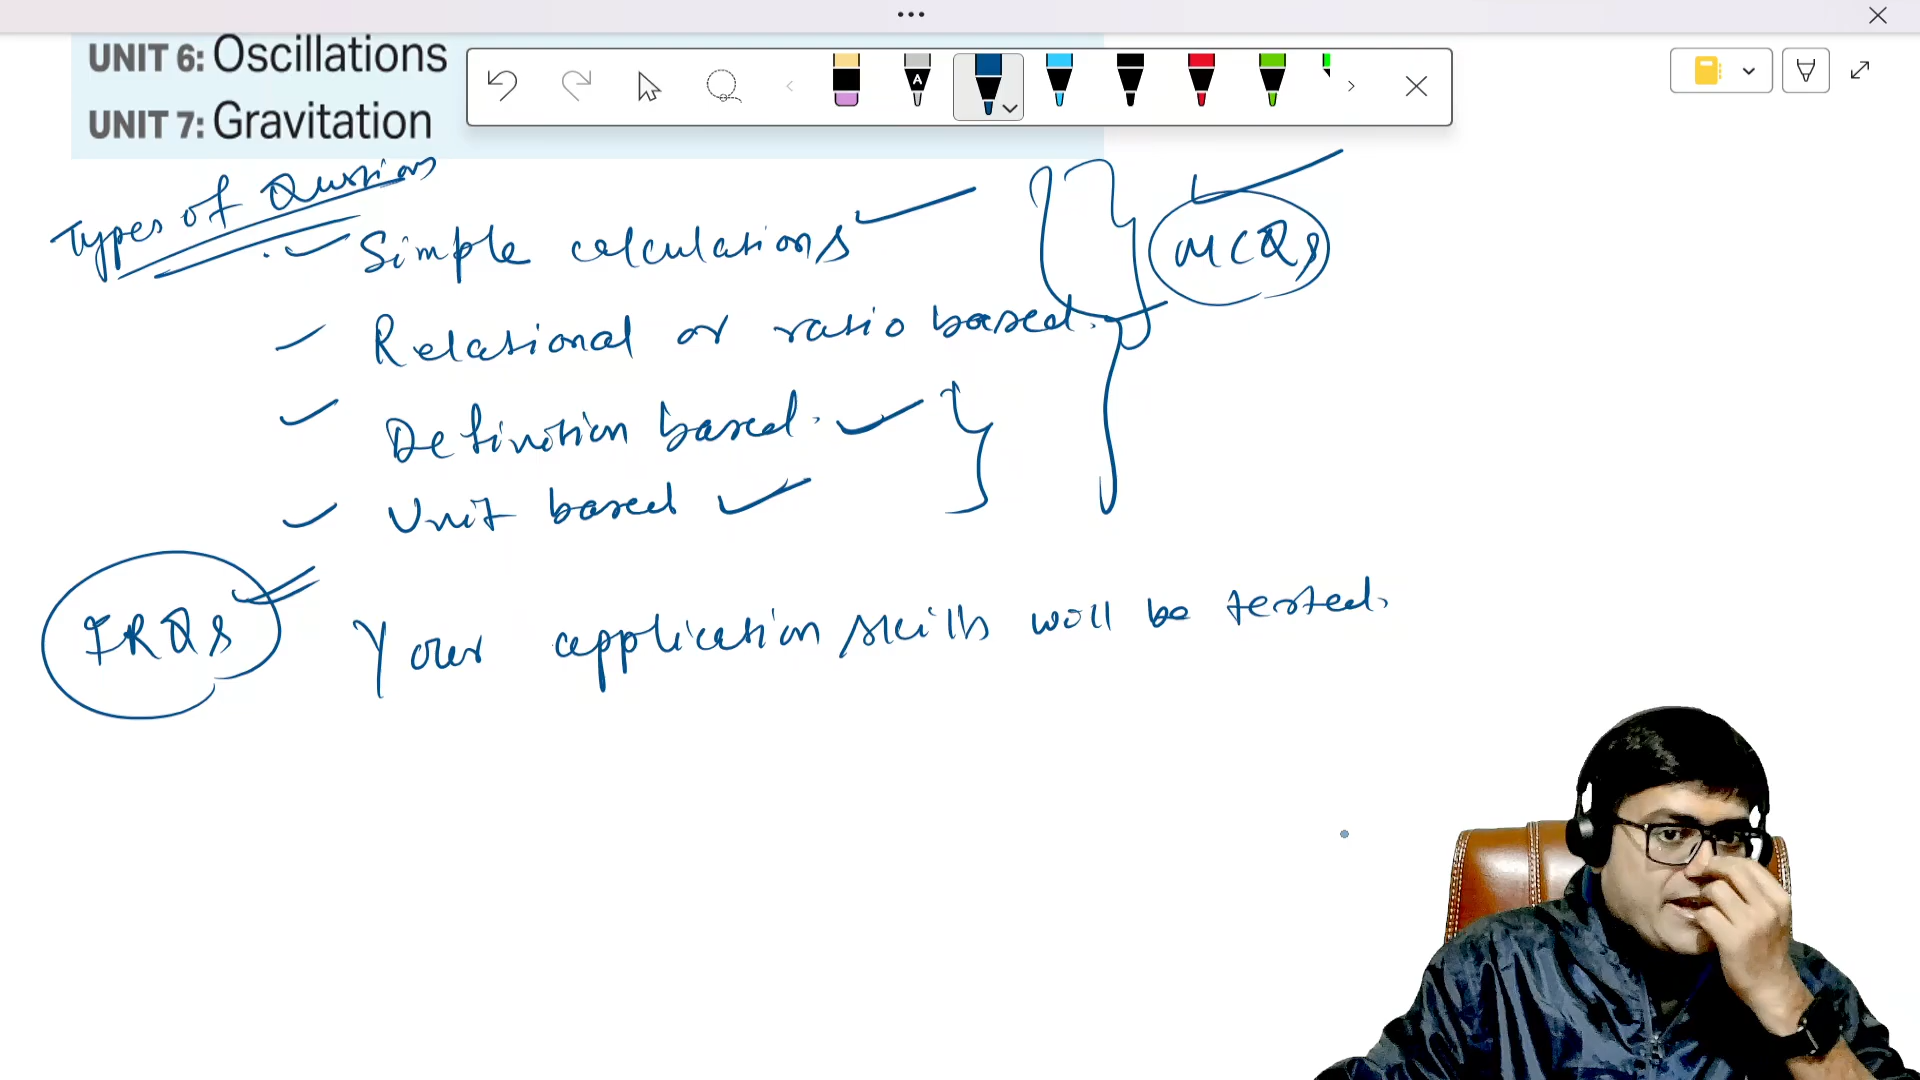 UNIT 6: Oscillations
UNIT 7: Gravitation
A
Types of Question
Simple calculations
MCQs
Relational or ratio based.
Definition based.
Unit based
FRQs
Your application skills will be tested.